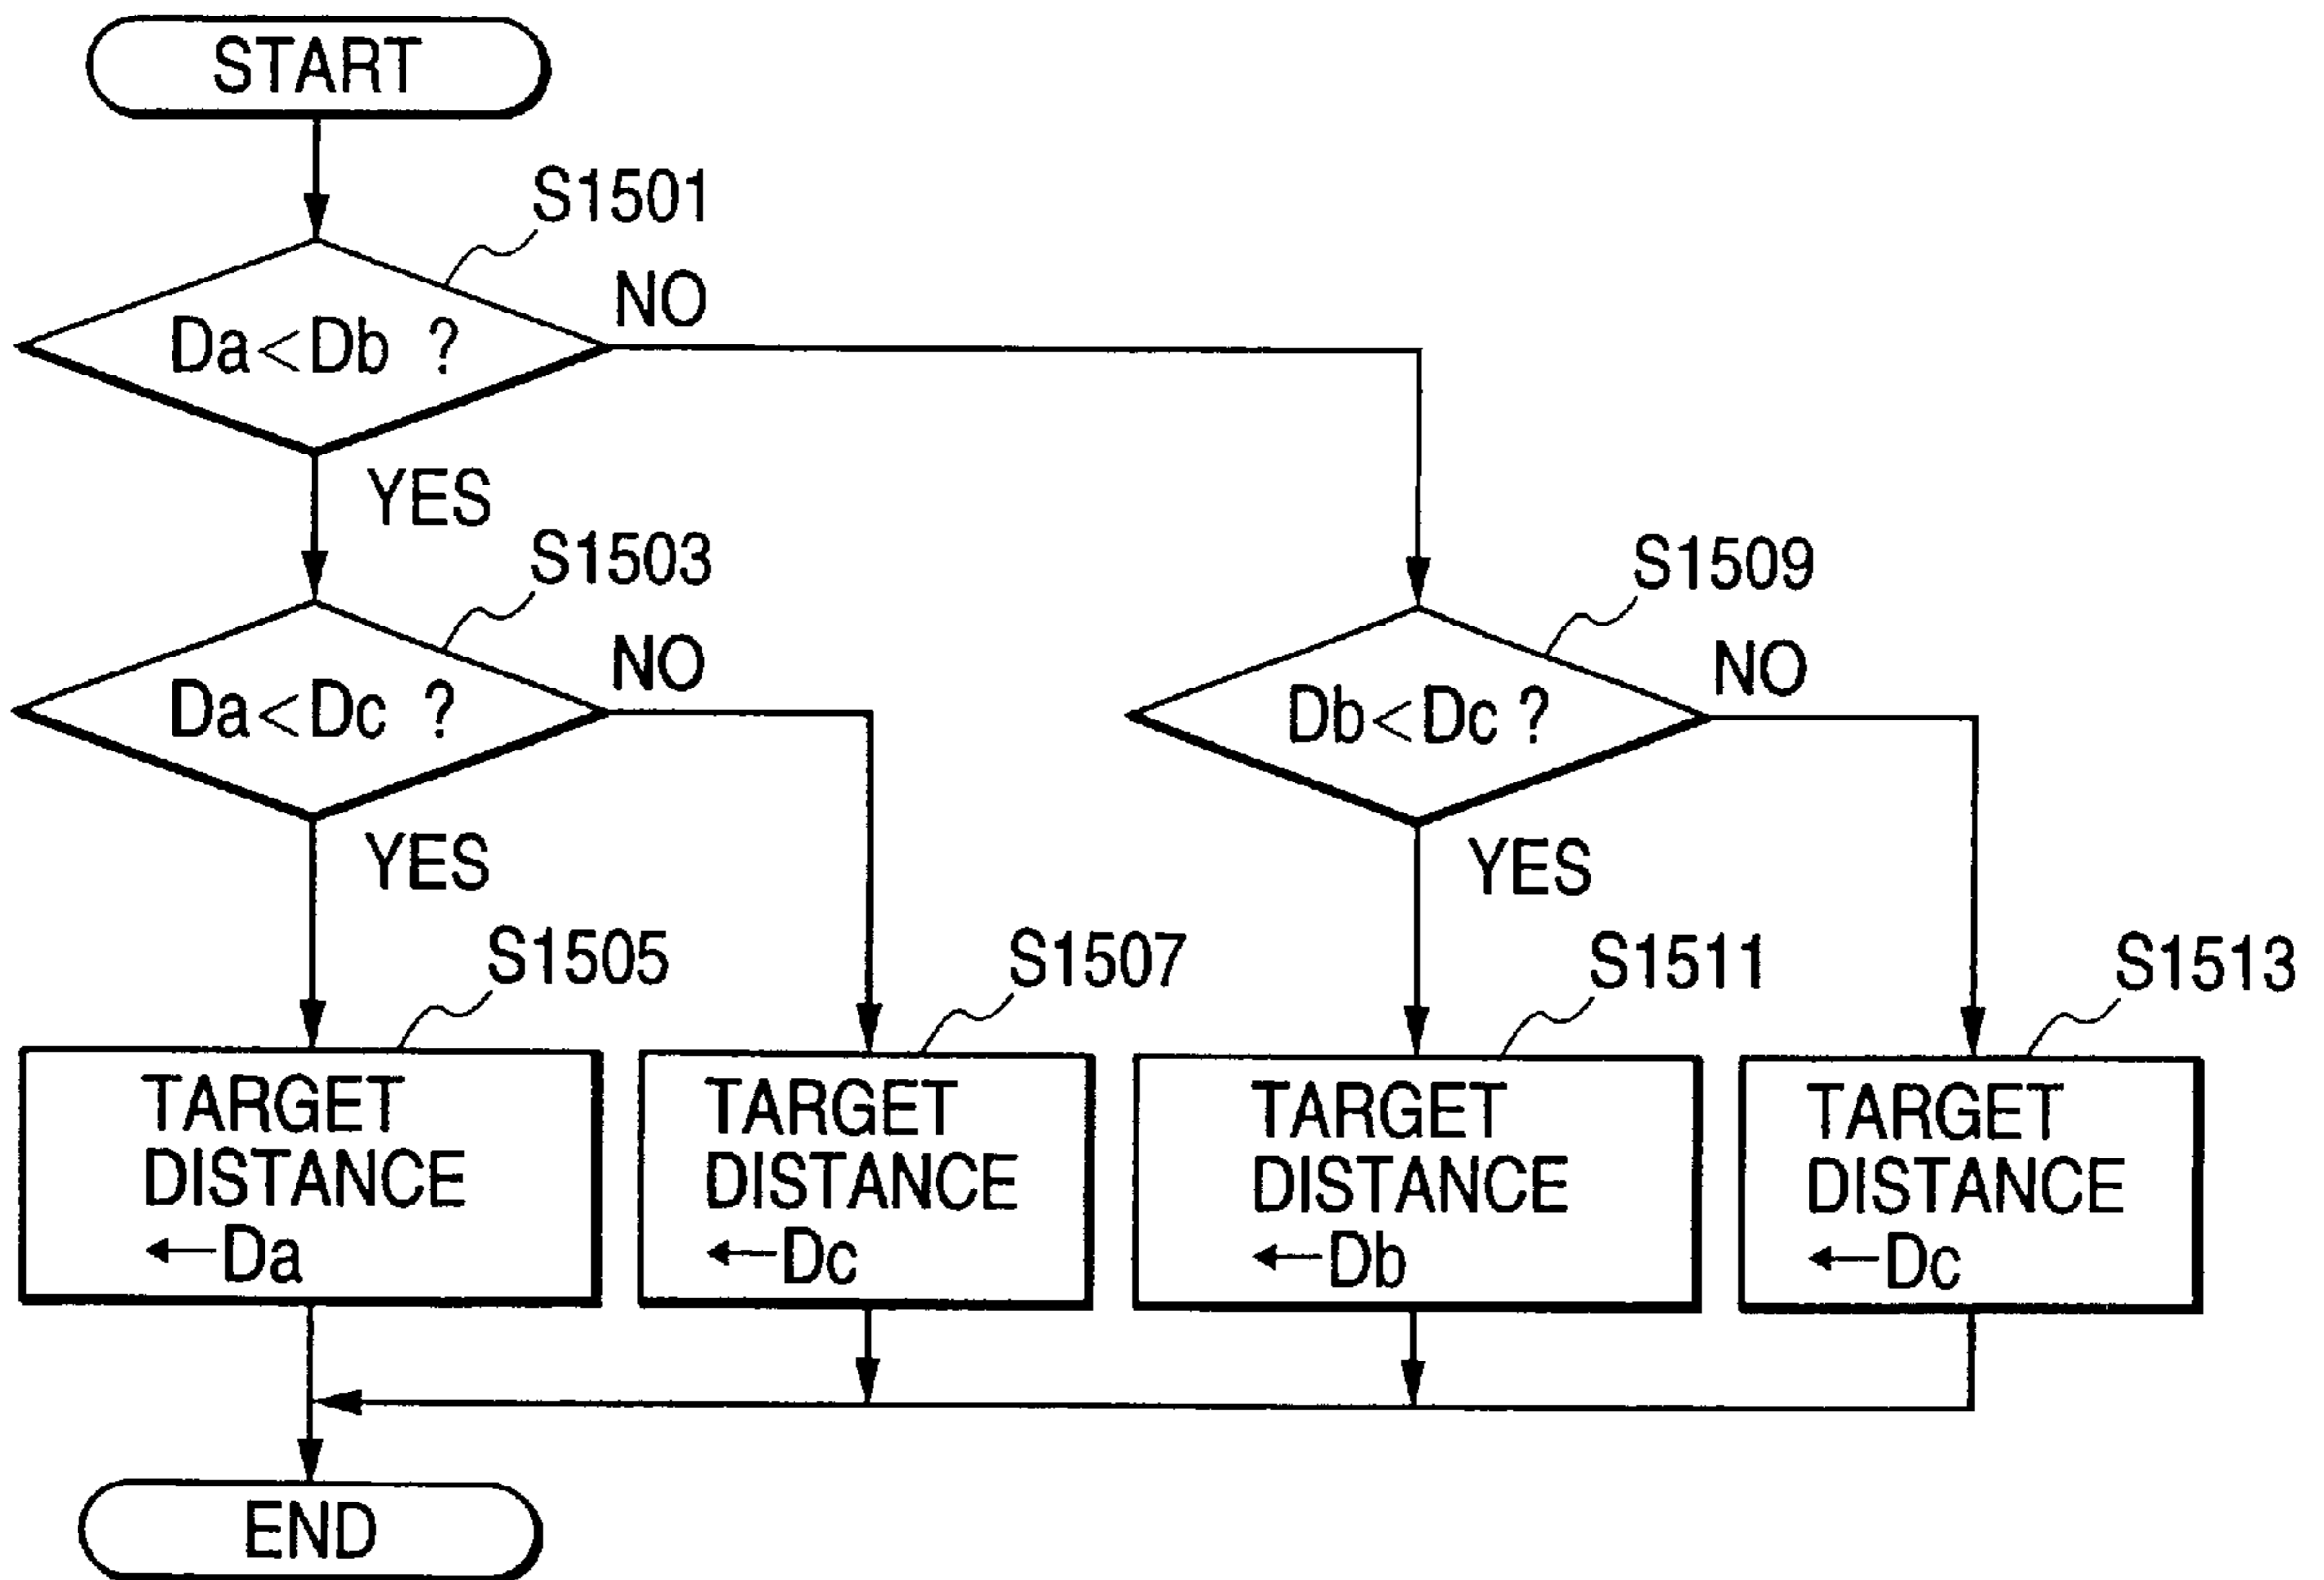 START
S1501
Da<Db ?
NO
YES
S1503
Da<Dc ?
NO
YES
S1509
Db<Dc ?
NO
YES
S1505
TARGET
DISTANCE
←Da
S1507
TARGET
DISTANCE
←Dc
S1511
TARGET
DISTANCE
←Db
S1513
TARGET
DISTANCE
←Dc
END